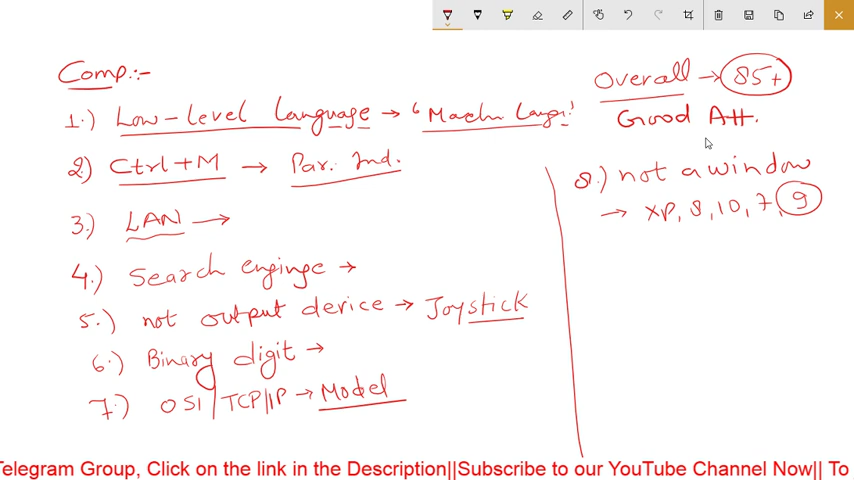 Comp.:-
1.) Low-level language → "Machn Lang."
2.) Ctrl+M → Par. Ind.
3.) LAN →
4.) Search enginge →
5.) not output device → Joystick
6.) Binary digit →
7.) OSI/TCP/IP → Model
Overall → 85+
Good Att.
8.) not a window
→ XP, 8, 10, 7, 9
Telegram Group, Click on the link in the Description||Subscribe to our YouTube Channel Now|| To